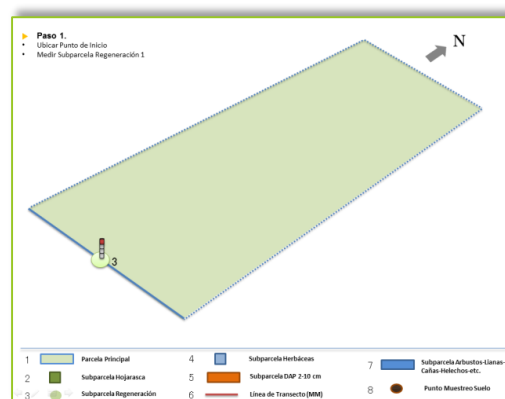 Paso 1.
• Ubicar Punto de Inicio
• Medir Subparcela Regeneración 1
N
3
1 Parcela Principal
2 Subparcela Hojarasca
3 Subparcela Regeneración
4 Subparcela Herbáceas
5 Subparcela DAP 2-10 cm
6 Línea de Transecto (MM)
7 Subparcela Arbustos-Lianas-
Cañas-Helechos-etc.
8 Punto Muestreo Suelo